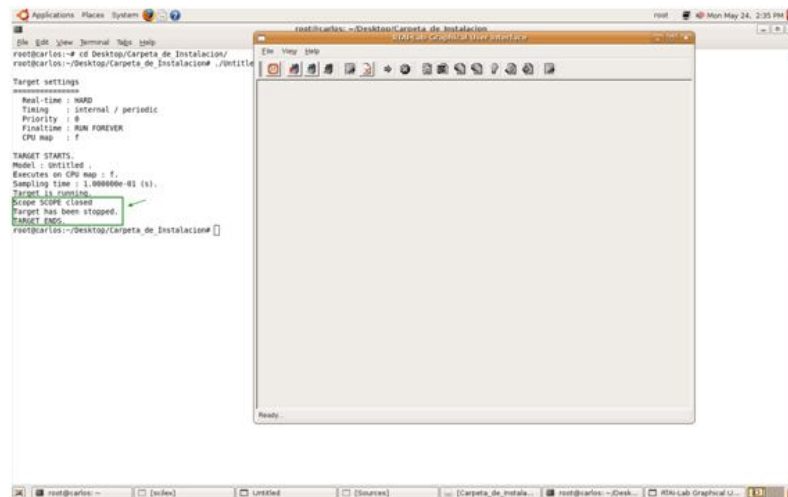 Applications Places System
root Mon May 24, 2:35 PM
root@carlos: ~/Desktop/Carpeta_de_Instalacion
File Edit View Terminal Tabs Help
root@carlos:~# cd Desktop/Carpeta_de_Instalacion/
root@carlos:~/Desktop/Carpeta_de_Instalacion# ./Untitle
Target settings
===============
Real-time : HARD
Timing : internal / periodic
Priority : 0
Finaltime : RUN FOREVER
CPU map : f
TARGET STARTS.
Model : Untitled .
Executes on CPU map : f.
Sampling time : 1.000000e-01 (s).
Target is running.
Scope SCOPE closed
Target has been stopped.
TARGET ENDS.
root@carlos:~/Desktop/Carpeta_de_Instalacion#
RTAI-Lab Graphical User Interface
File View Help
Ready...
root@carlos: ~
[scilex]
Untitled
[Sources]
[Carpeta_de_Instala...
root@carlos: ~/Desk...
RTAI-Lab Graphical U...